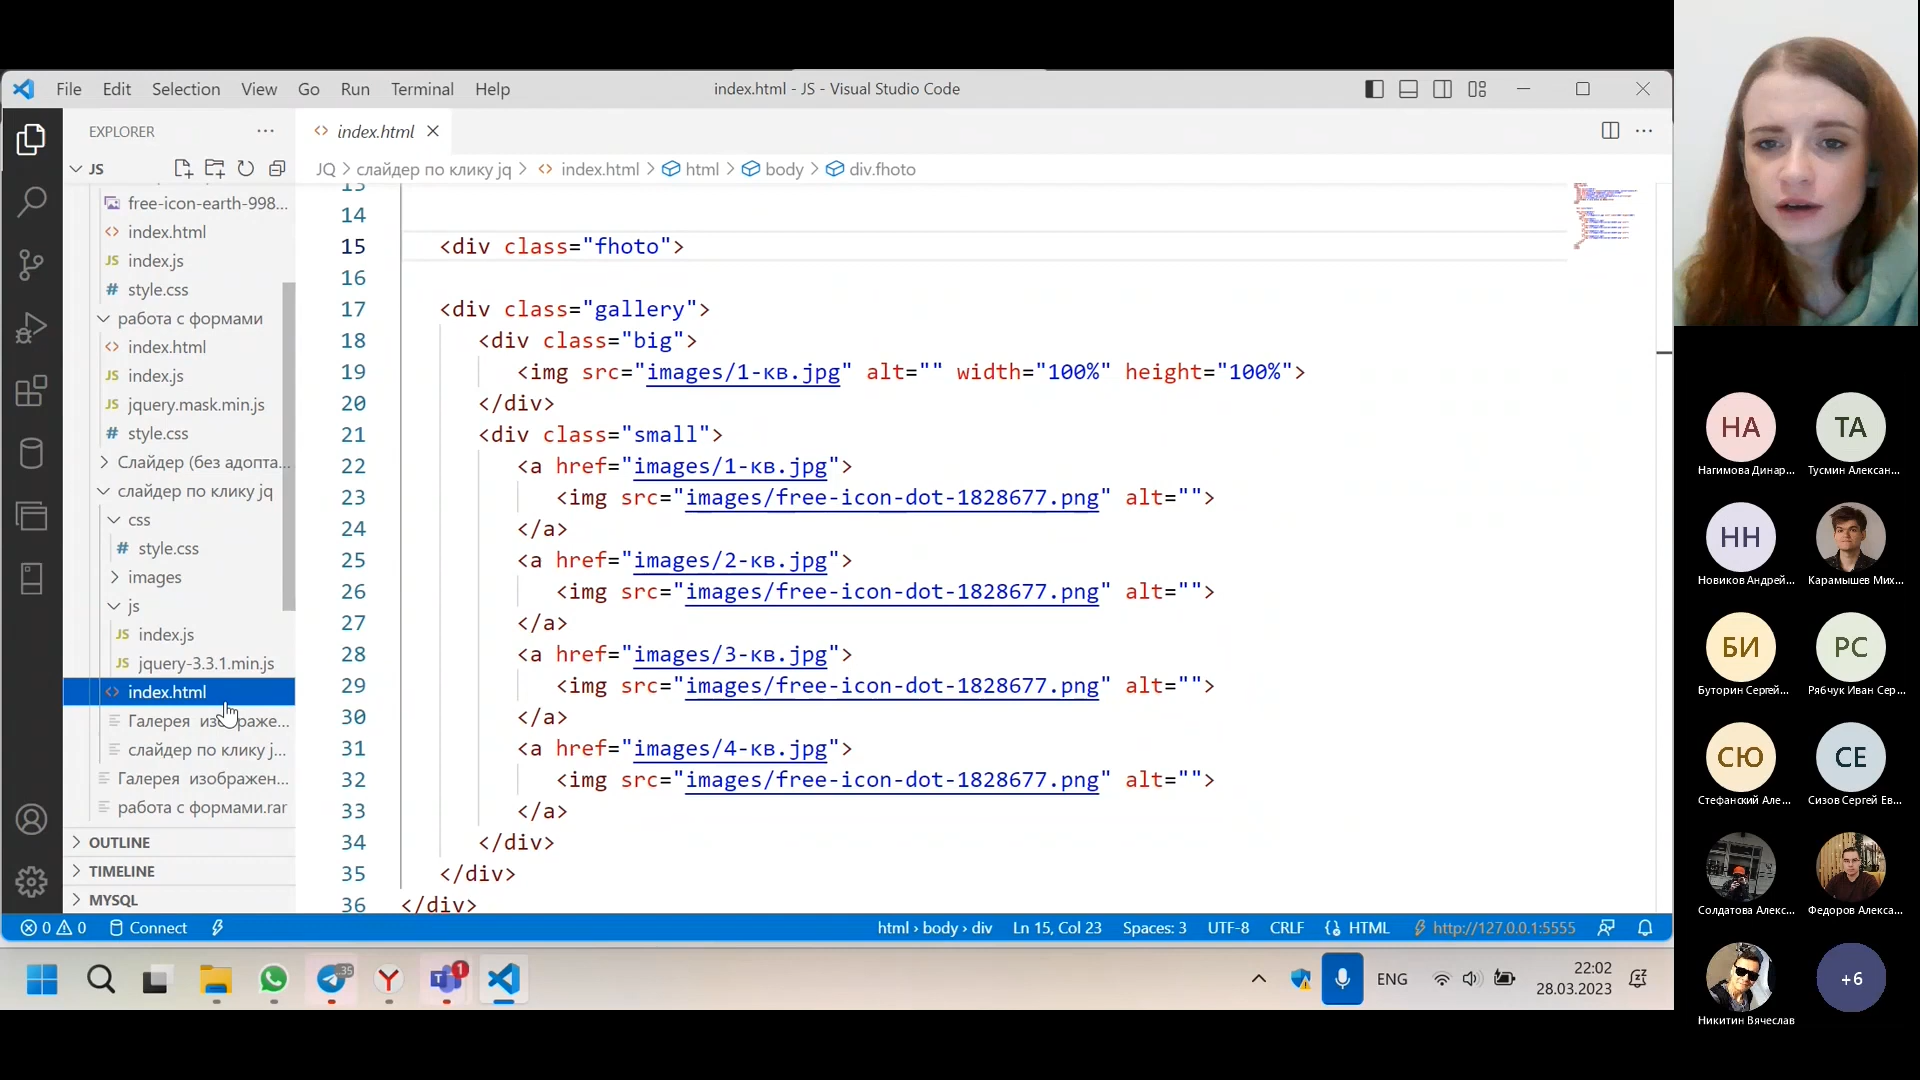 File Edit Selection View Go Run Terminal Help
index.html - JS - Visual Studio Code
EXPLORER
index.html
JS
JQ > слайдер по клику jq > index.html > html > body > div.fhoto
free-icon-earth-998...
index.html
index.js
style.css
работа с формами
index.html
index.js
jquery.mask.min.js
style.css
Слайдер (без адопта...
слайдер по клику jq
css
style.css
images
js
index.js
jquery-3.3.1.min.js
index.html
слайдер по клику j...
Галерея изображен...
работа с формами.rar
OUTLINE
TIMELINE
MYSQL
13
14
15 <div class="fhoto">
16
17 <div class="gallery">
18 <div class="big">
19 <img src="images/1-кв.jpg" alt="" width="100%" height="100%">
20 </div>
21 <div class="small">
22 <a href="images/1-кв.jpg">
23 <img src="images/free-icon-dot-1828677.png" alt="">
24 </a>
25 <a href="images/2-кв.jpg">
26 <img src="images/free-icon-dot-1828677.png" alt="">
27 </a>
28 <a href="images/3-кв.jpg">
29 <img src="images/free-icon-dot-1828677.png" alt="">
30 </a>
31 <a href="images/4-кв.jpg">
32 <img src="images/free-icon-dot-1828677.png" alt="">
33 </a>
34 </div>
35 </div>
36 </div>
0 0 Connect
html › body › div Ln 15, Col 23 Spaces: 3 UTF-8 CRLF HTML http://127.0.0.1:5555
35
1
ENG
22:02
28.03.2023
НА ТА
Нагимова Динар... Тусмин Алексан...
НН
Новиков Андрей... Карамышев Мих...
БИ РС
Буторин Сергей... Рябчук Иван Сер...
СЮ СЕ
Стефанский Але... Сизов Сергей Ев...
Солдатова Алекс... Федоров Алекса...
+6
Никитин Вячеслав